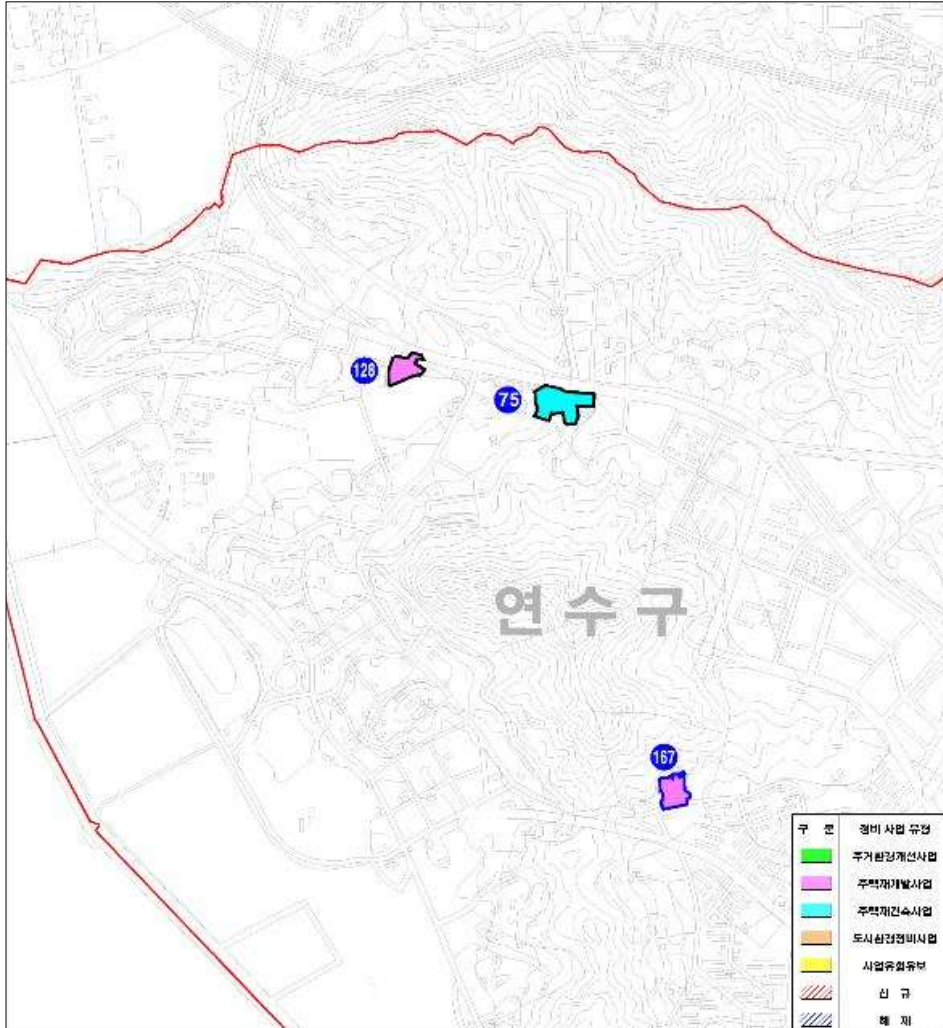 128
75
연수구
167
구 분 정비 사업 유형
주거환경개선사업
주택재개발사업
주택재건축사업
도시환경정비사업
사업유형유보
신 규
해 제